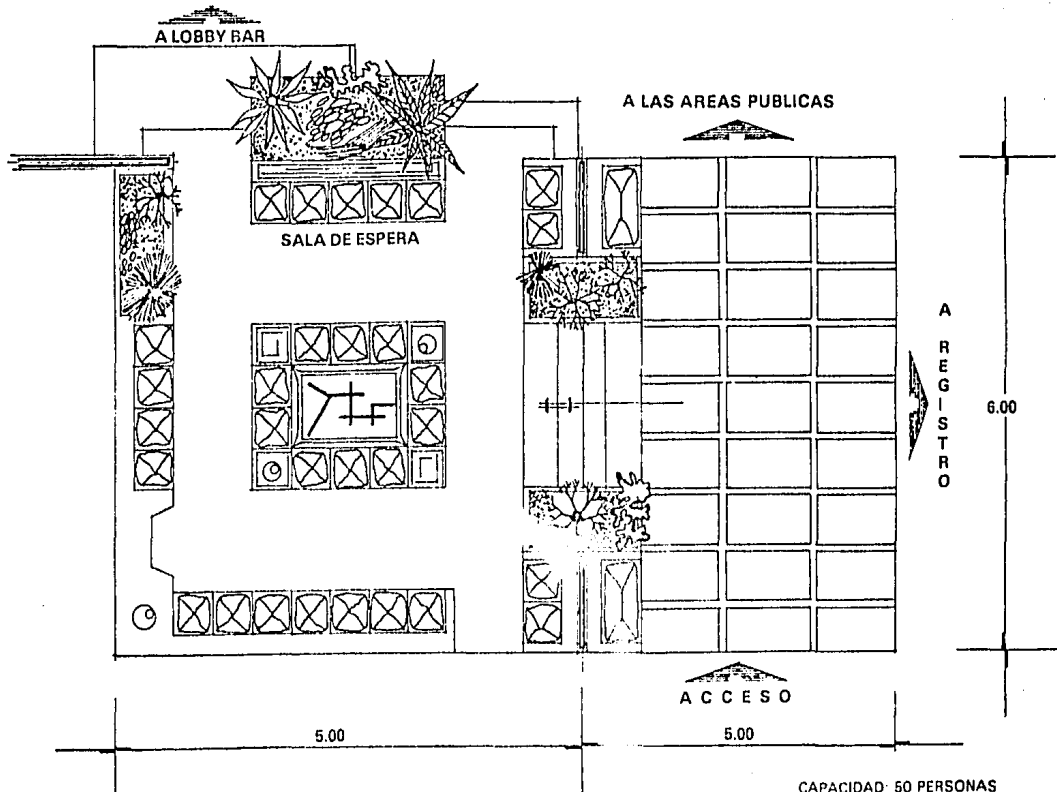 A LOBBY BAR
A LAS AREAS PUBLICAS
SALA DE ESPERA
A REGISTRO
6.00
ACCESO
5.00
5.00
CAPACIDAD: 50 PERSONAS